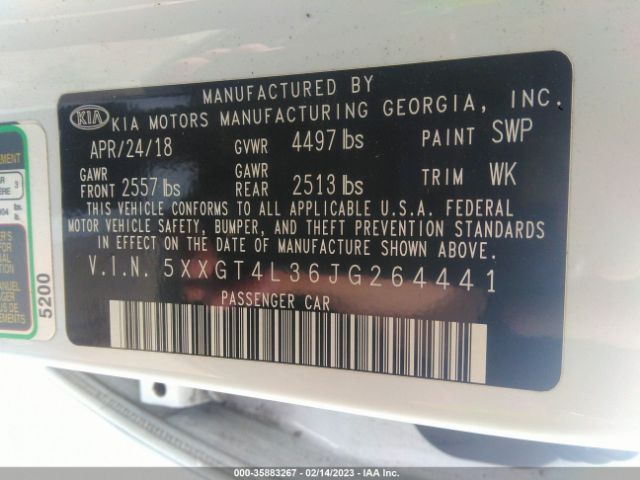 MANUFACTURED BY
KIA KIA MOTORS MANUFACTURING GEORGIA, INC.
APR/24/18 GVWR 4497 lbs PAINT SWP
GAWR FRONT 2557 lbs GAWR REAR 2513 lbs TRIM WK
THIS VEHICLE CONFORMS TO ALL APPLICABLE U.S.A. FEDERAL
MOTOR VEHICLE SAFETY, BUMPER, AND THEFT PREVENTION STANDARDS
IN EFFECT ON THE DATE OF MANUFACTURE SHOWN ABOVE.
V.I.N. 5XXGT4L36JG264441
PASSENGER CAR
5200
000-35883267 - 02/14/2023 - IAA Inc.